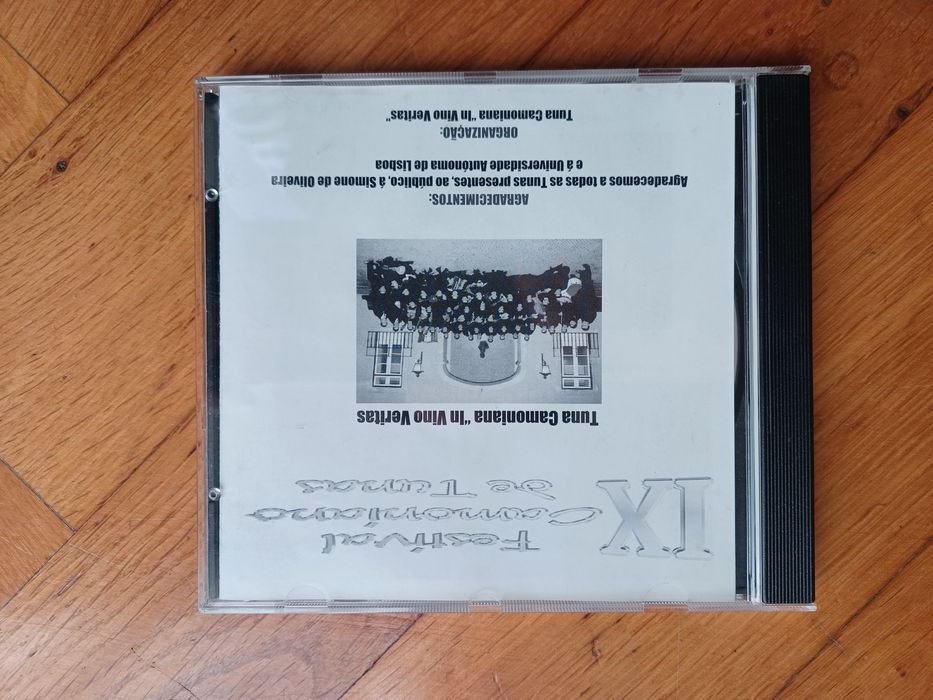 IX
Festival
Camoniano
de Tunas
Tuna Camoniana "In Vino Veritas
AGRADECIMENTOS:
Agradecemos a todas as Tunas presentes, ao público, á Simone de Oliveira
e á Universidade Autónoma de Lisboa
ORGANIZAÇÃO:
Tuna Camoniana "In Vino Veritas"